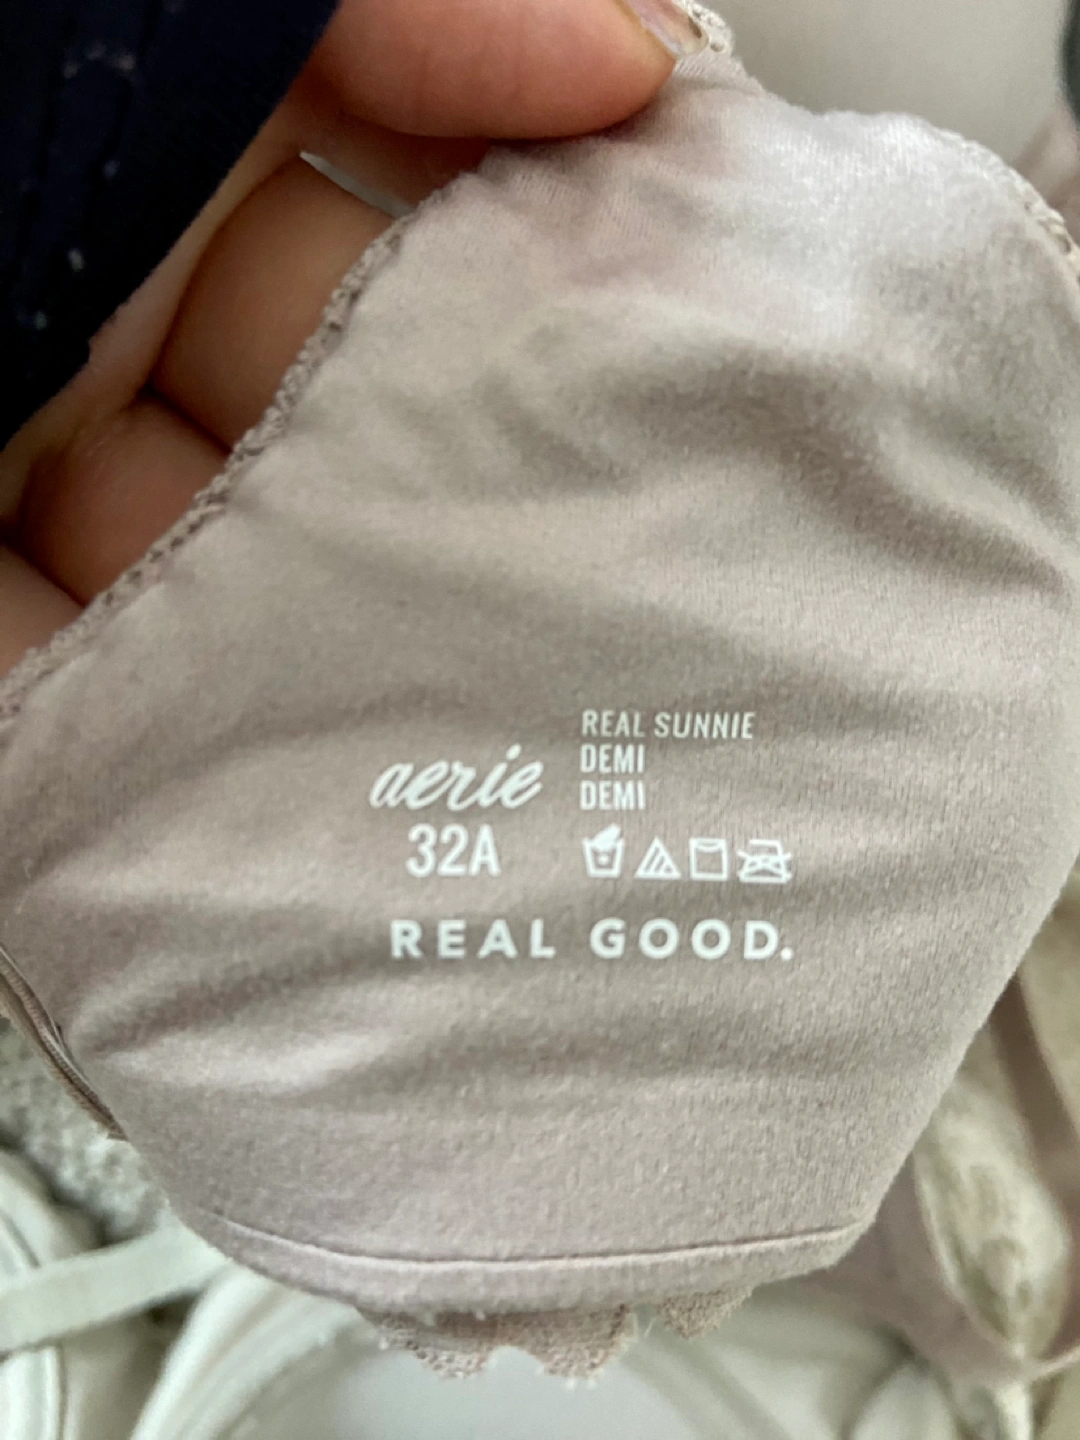 aerie
32A
REAL SUNNIE
DEMI
DEMI
REAL GOOD.